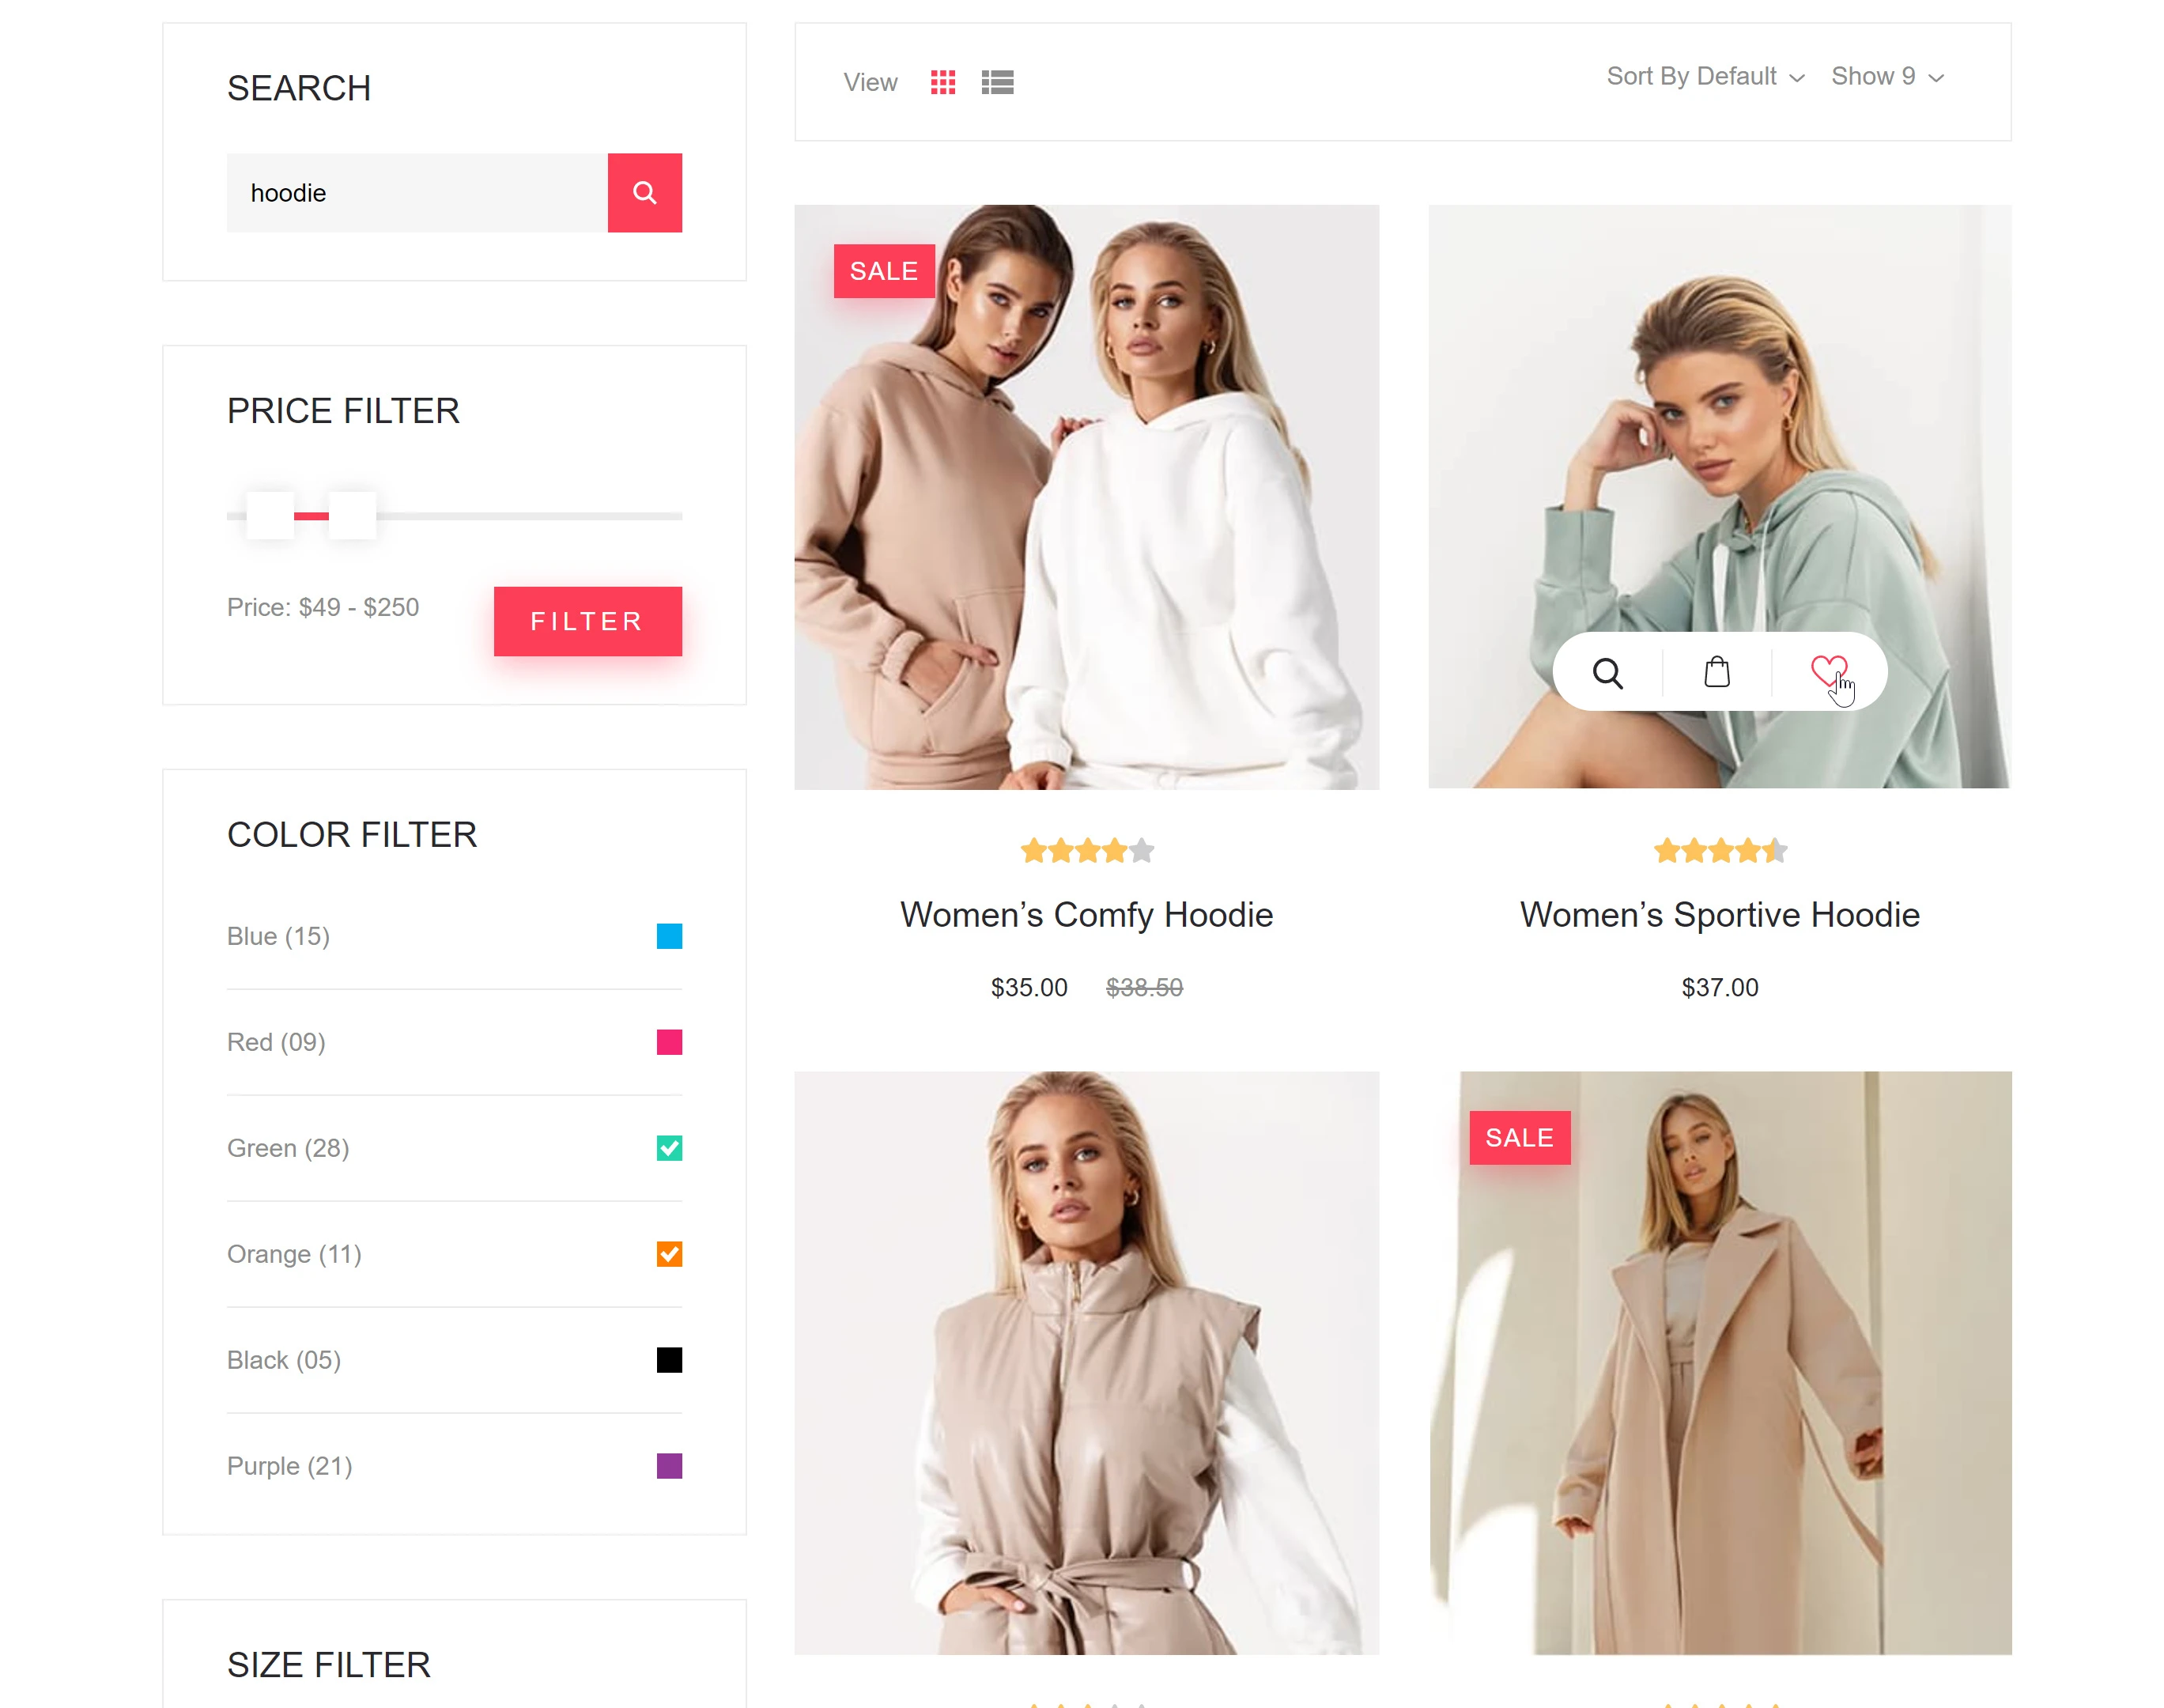 SEARCH
hoodie
PRICE FILTER
Price: $49 - $250
FILTER
COLOR FILTER
Blue (15)
Red (09)
Green (28)
Orange (11)
Black (05)
Purple (21)
SIZE FILTER
View
Sort By Default
Show 9
SALE
Women’s Comfy Hoodie
$35.00 $38.50
Women’s Sportive Hoodie
$37.00
SALE